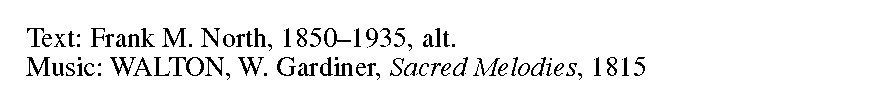 Text: Frank M. North, 1850–1935, alt.
Music: WALTON, W. Gardiner, Sacred Melodies, 1815